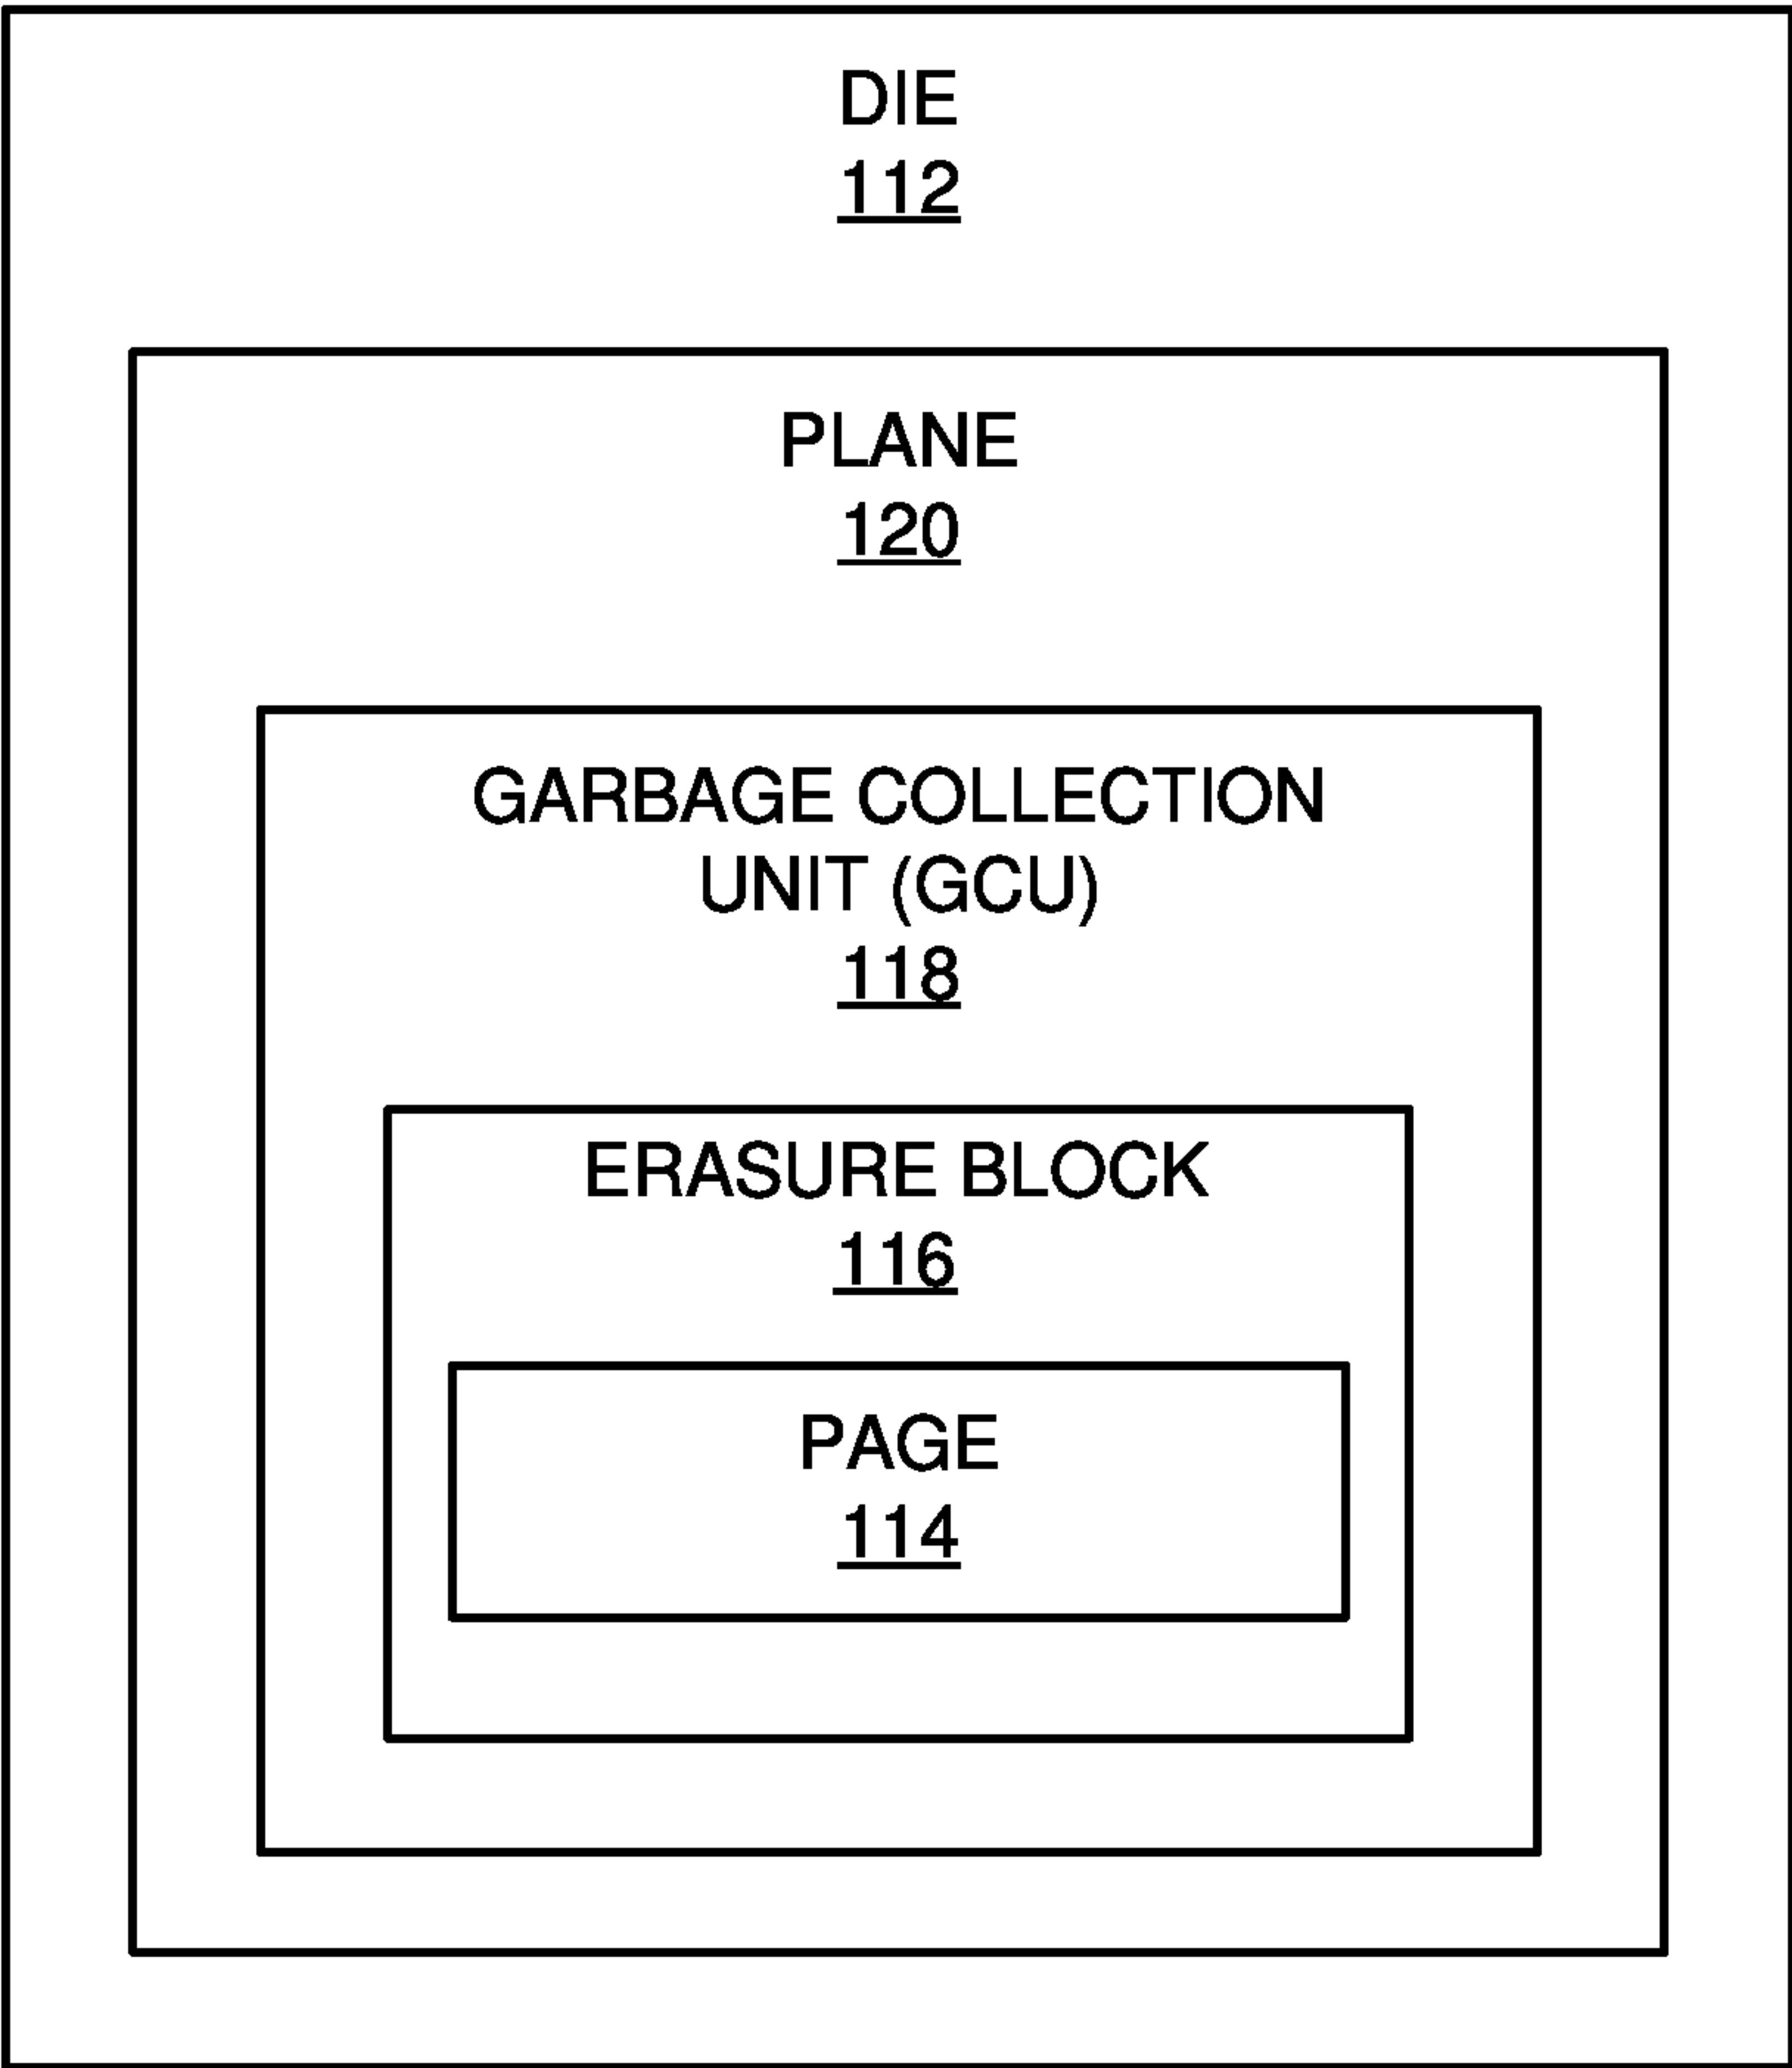 DIE
112
PLANE
120
GARBAGE COLLECTION
UNIT (GCU)
118
ERASURE BLOCK
116
PAGE
114